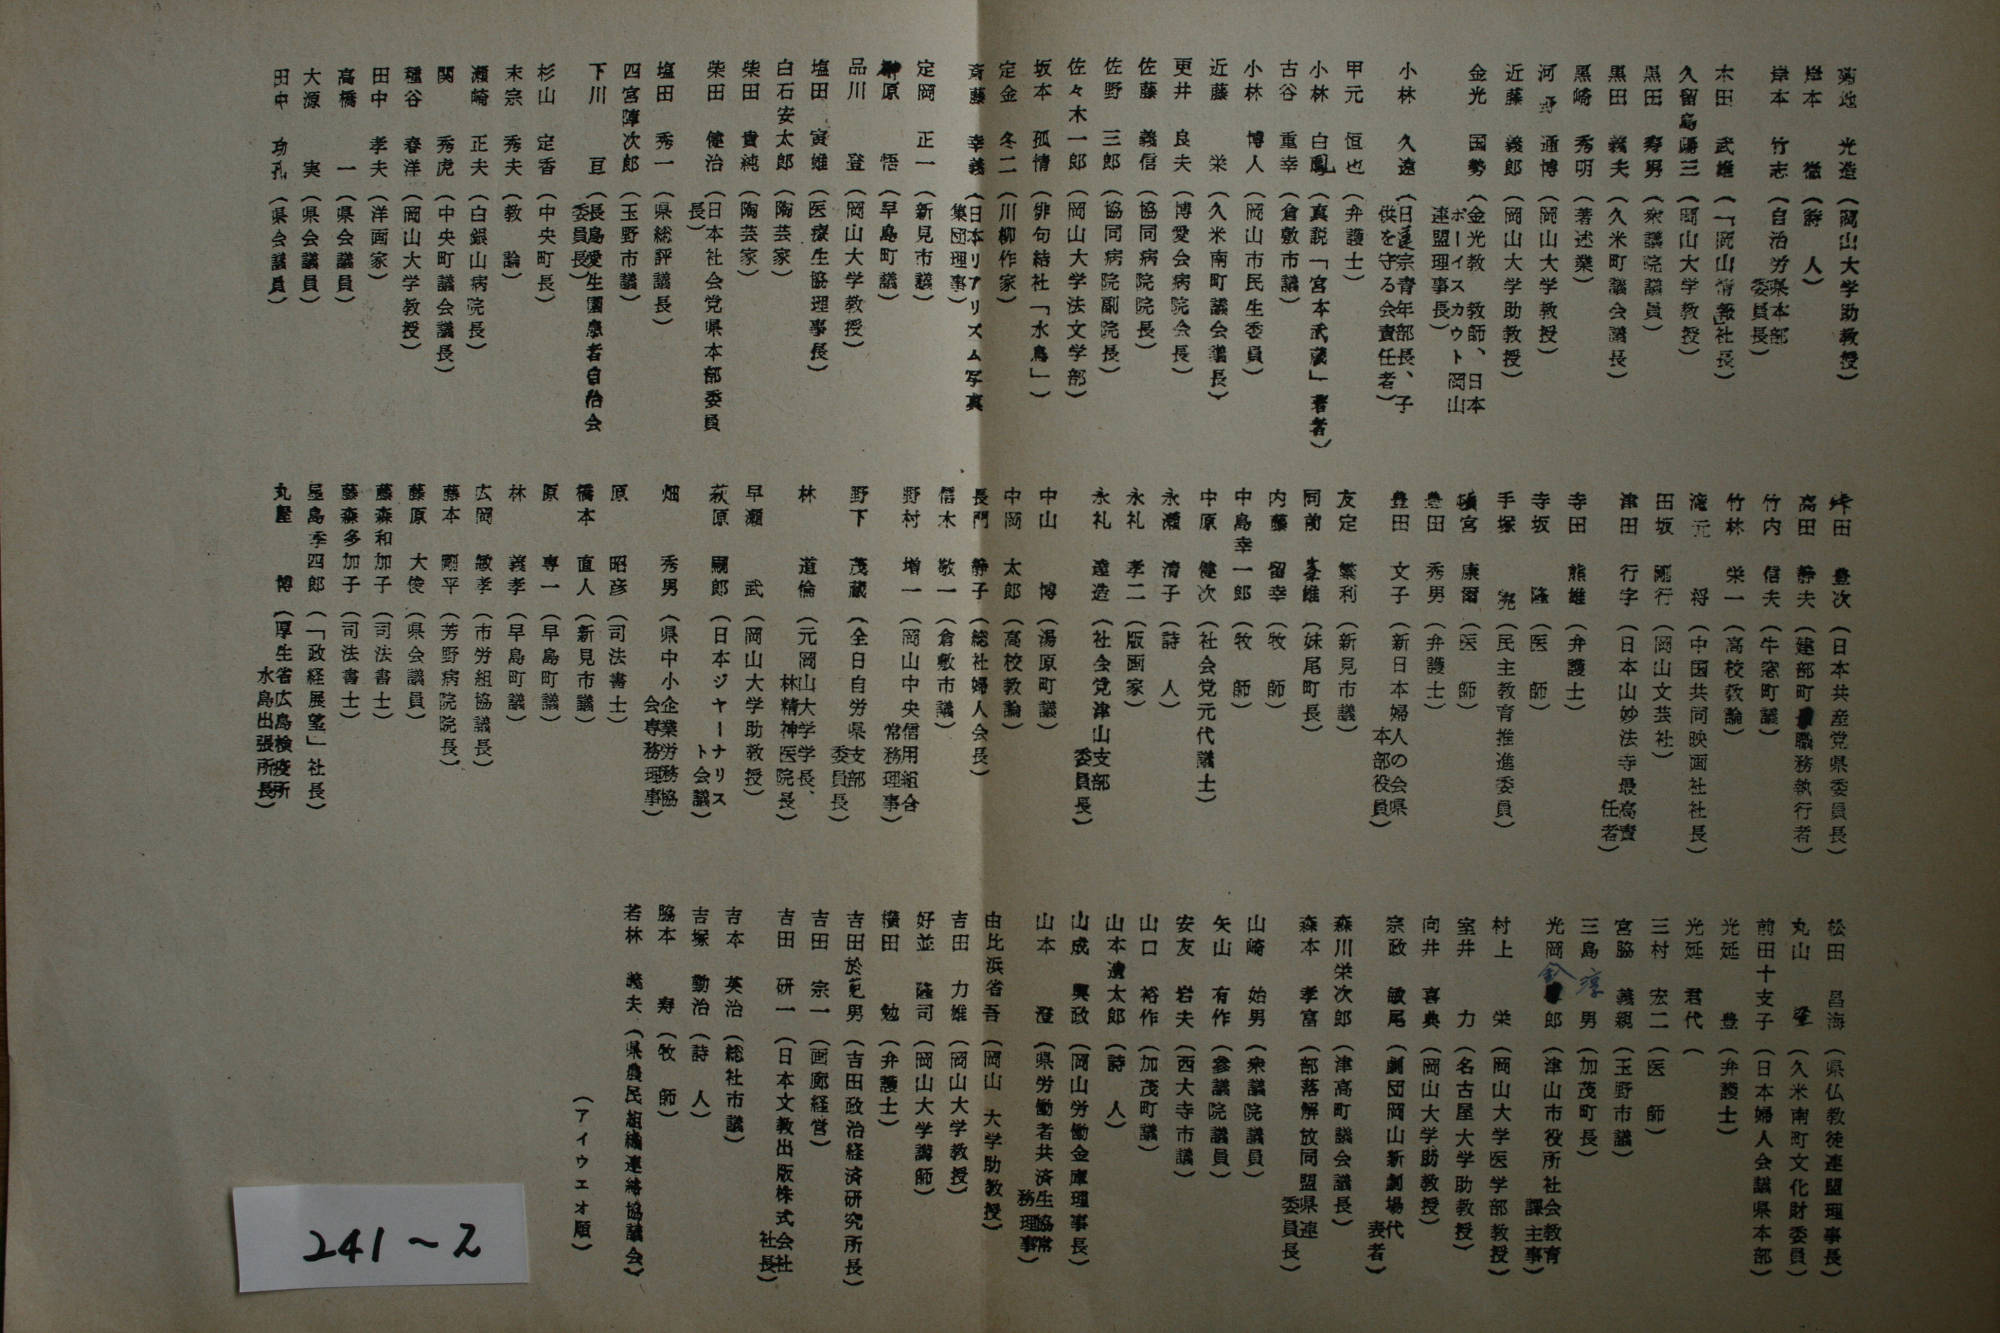 菊池 光造（岡山大学助教授）
岸本 徹（詩人）
岸本 竹志（自治労県本部
委員長）
木田 武雄（「岡山情報」社長）
久留島陽三（岡山大学教授）
黒田 寿男（衆議院議員）
黒田 義夫（久米町議会議長）
黒崎 秀明（著述業）
河野 通博（岡山大学教授）
近藤 義郎（岡山大学助教授）
金光 国勢（金光教 教師、日本
ボーイスカウト岡山
連盟理事長）
小林 久遠（日蓮宗青年部長、子
供を守る会責任者）
甲元 恒也（弁護士）
小林 白鳳（真説「宮本武蔵」著者）
古谷 重幸（倉敷市議）
小林 博人（岡山市民生委員）
近藤 栄（久米南町議会議長）
更井 良夫（博愛会病院会長）
佐藤 義信（協同病院院長）
佐野 三郎（協同病院副院長）
佐々木一郎（岡山大学法文学部）
坂本 孤情（俳句結社「水鳥」）
定金 冬二（川柳作家）
斉藤 幸義（日本リアリズム写真
集団理事）
定岡 正一（新見市議）
原 悟（早島町議）
品川 登（岡山大学教授）
塩田 寅雄（医療生協理事長）
白石安太郎（陶芸家）
柴田 貴純（陶芸家）
柴田 健治（日本社会党県本部委員
長）
塩田 秀一（県総評議長）
四宮陣次郎（玉野市議）
下川 亘（長島愛生園患者自治会
委員長）
杉山 定香（中央町長）
末宗 秀夫（教諭）
瀬崎 正夫（白銀山病院長）
関 秀虎（中央町議会議長）
種谷 春洋（岡山大学教授）
田中 孝夫（洋画家）
高橋 一（県会議員）
大源 実（県会議員）
田中 功孔（県会議員）
峠田 豊次（日本共産党県委員長）
高田 静夫（建部町長職務執行者）
竹内 信夫（牛窓町議）
竹林 栄一（高校教論）
滝元 将（中国共同映画社社長）
田坂 剛行（岡山文芸社）
津田 行字（日本山妙法寺最高責
任者）
寺田 熊雄（弁護士）
寺坂 隆（医師）
手塚 亮（民主教育推進委員）
頓宮 康爾（医師）
豊田 秀男（弁護士）
豊田 文子（新日本婦人の会県
本部役員）
友定 繁利（新見市議）
同前 峯雄（妹尾町長）
内藤 留幸（牧師）
中島幸一郎（牧師）
中原 健次（社会党元代議士）
永瀬 清子（詩人）
永礼 孝二（版画家）
永礼 達造（社会党津山支部
委員長）
中山 博（湯原町議）
中岡 太郎（高校教論）
長門 静子（総社婦人会長）
信木 敬一（倉敷市議）
野村 増一（岡山中央信用組合
常務理事）
野下 茂蔵（全日自労県支部
委員長）
林 道倫（元岡山大学学長、
林精神医院長）
早瀬 武（岡山大学助教授）
萩原 嗣郎（日本ジャーナリス
ト会議）
畑 秀男（県中小企業労務協
会専務理事）
原 昭彦（司法書士）
橋本 直人（新見市議）
原 専一（早島町議）
林 義孝（早島町議）
広岡 敏孝（市労組協議長）
藤本 剛平（芳野病院院長）
藤原 大俊（県会議員）
藤森和加子（司法書士）
藤森多加子（司法書士）
星島季四郎（「政経展望」社長）
丸屋 博（厚生省広島検疫所
水島出張所長）
松田 昌海（県仏教徒連盟理事長）
丸山（久米南町文化財委員）
前田十支子（日本婦人会議県本部）
光延 豊（弁護士）
光延 君代（
三村 宏二（医師）
宮脇 義親（玉野市議）
三島 淳男（加茂町長）
光岡 金郎（津山市役所社会教育
課主事）
村上 栄（岡山大学医学部教授）
室井 力（名古屋大学助教授）
向井 喜典（岡山大学助教授）
宗政 敏尾（劇団岡山新劇場代
表者）
森川栄次郎（津高町議会議長）
森本 孝富（部落解放同盟県連
委員長）
山崎 始男（衆議院議員）
矢山 有作（参議院議員）
安友 岩夫（西大寺市議）
山口 裕作（加茂町議）
山本遺太郎（詩人）
山成 興政（岡山労働金庫理事長）
山本 澄（県労働者共済生協常
務理事）
由比浜省吾（岡山 大学助教授）
吉田 力雄（岡山大学教授）
好並 隆司（岡山大学講師）
横田 勉（弁護士）
吉田於菟男（吉田政治経済研究所長）
吉田 宗一（画廊経営）
吉田 研一（日本文教出版株式会社
社長）
吉本 英治（総社市議）
吉塚 勤治（詩人）
脇本 寿（牧師）
若林 義夫（県農民組織連絡協議会）
（アイウエオ順）
241～2